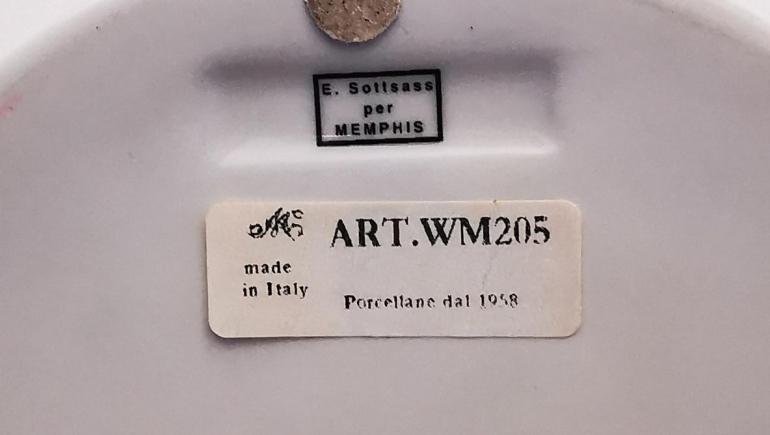 E. Sottsass
per
MEMPHIS
ART.WM205
made
in Italy
Porcellane dal 1958